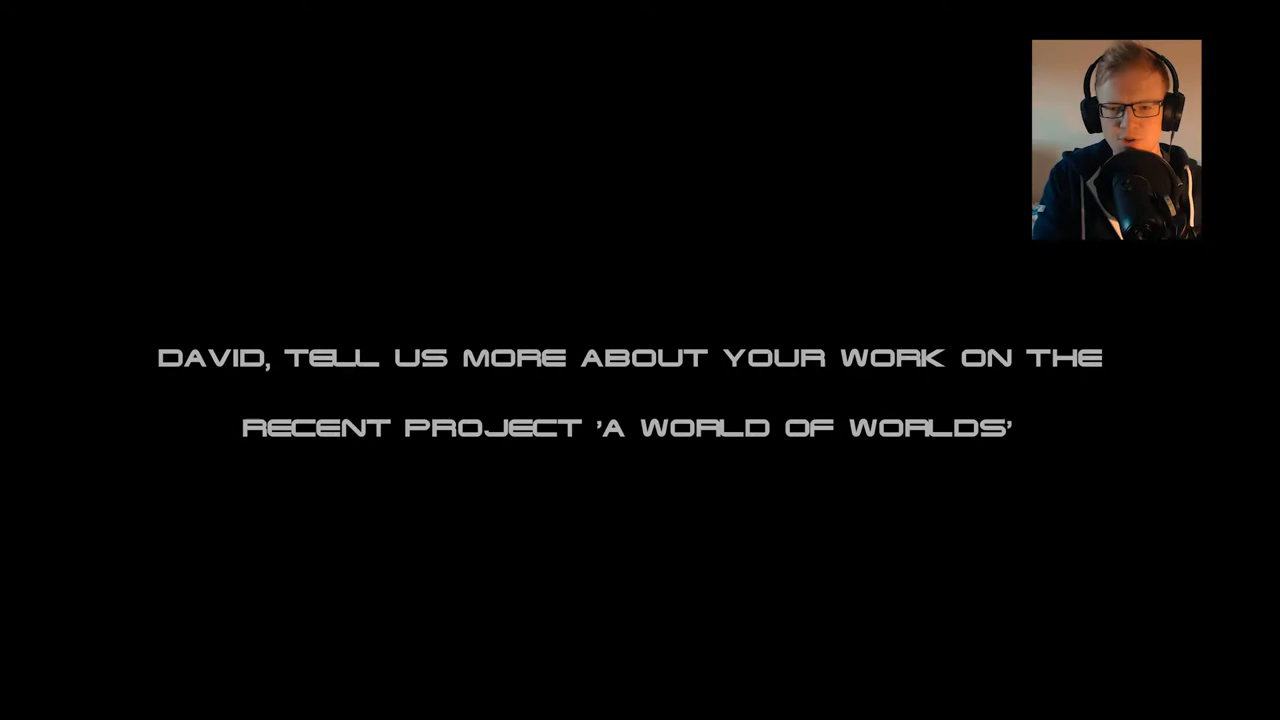 DAVID, TELL US MORE ABOUT YOUR WORK ON THE
RECENT PROJECT 'A WORLD OF WORLDS'